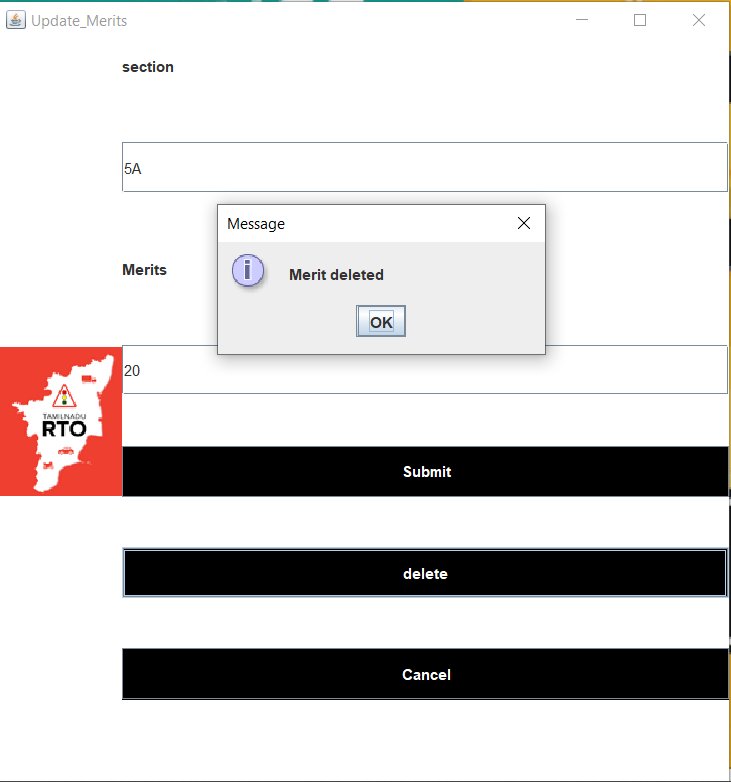 Update_Merits
section
5A
Message
Merit deleted
OK
Merits
20
TAMILNADU
RTO
Submit
delete
Cancel